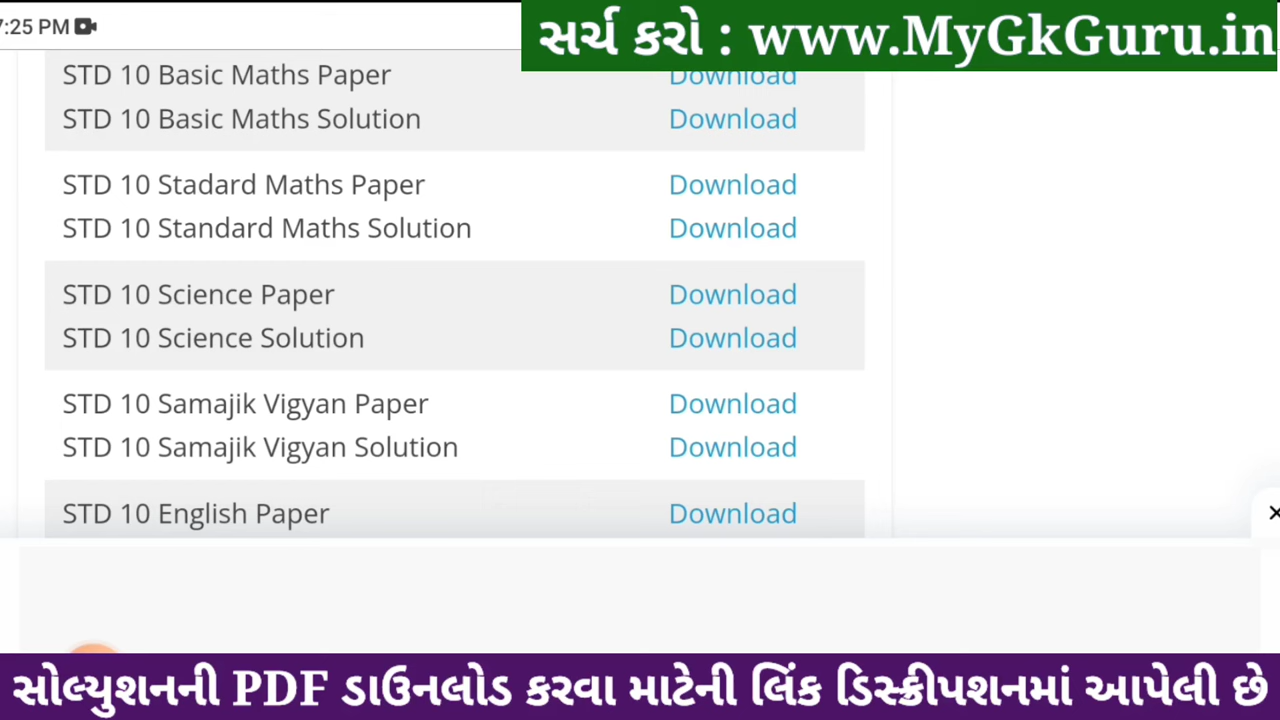 7:25 PM
સર્ચ કરો : www.MyGkGuru.in
STD 10 Basic Maths Paper Download
STD 10 Basic Maths Solution Download
STD 10 Stadard Maths Paper Download
STD 10 Standard Maths Solution Download
STD 10 Science Paper Download
STD 10 Science Solution Download
STD 10 Samajik Vigyan Paper Download
STD 10 Samajik Vigyan Solution Download
STD 10 English Paper Download
સોલ્યુશનની PDF ડાઉનલોડ કરવા માટેની લિંક ડિસ્ક્રીપશનમાં આપેલી છે